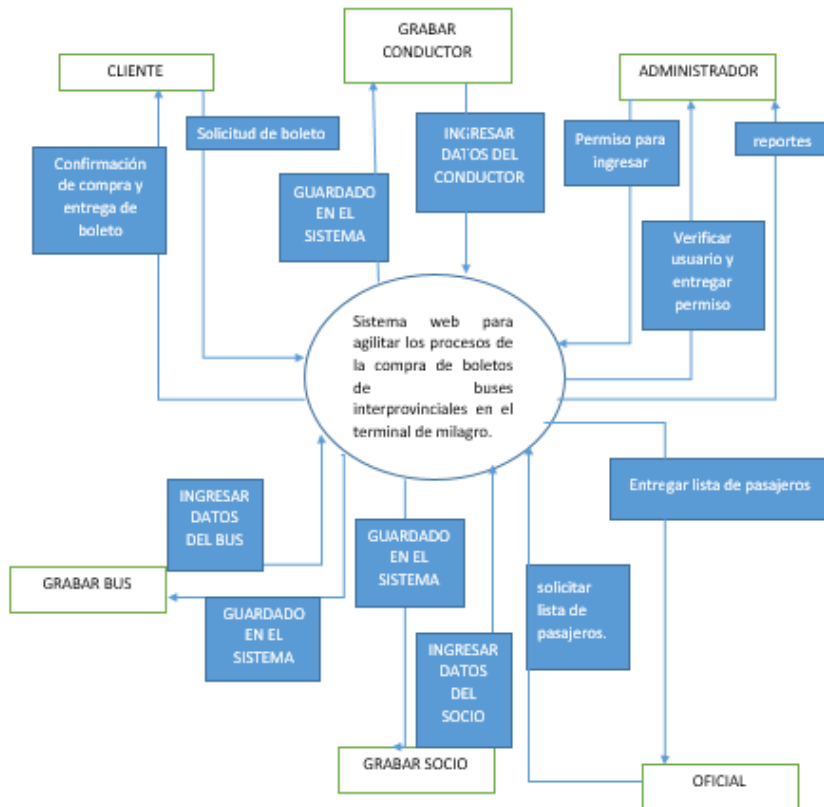 GRABAR
CONDUCTOR
CLIENTE
ADMINISTRADOR
Solicitud de boleto
INGRESAR
DATOS DEL
CONDUCTOR
Permiso para
ingresar
reportes
Confirmación
de compra y
entrega de
boleto
GUARDADO
EN EL
SISTEMA
Verificar
usuario y
entregar
permiso
Sistema web para
agilitar los procesos de
la compra de boletos
de buses
interprovinciales en el
terminal de milagro.
INGRESAR
DATOS
DEL BUS
Entregar lista de pasajeros
GUARDADO
EN EL
SISTEMA
GRABAR BUS
GUARDADO
EN EL
SISTEMA
solicitar
lista de
pasajeros.
INGRESAR
DATOS
DEL
SOCIO
GRABAR SOCIO
OFICIAL